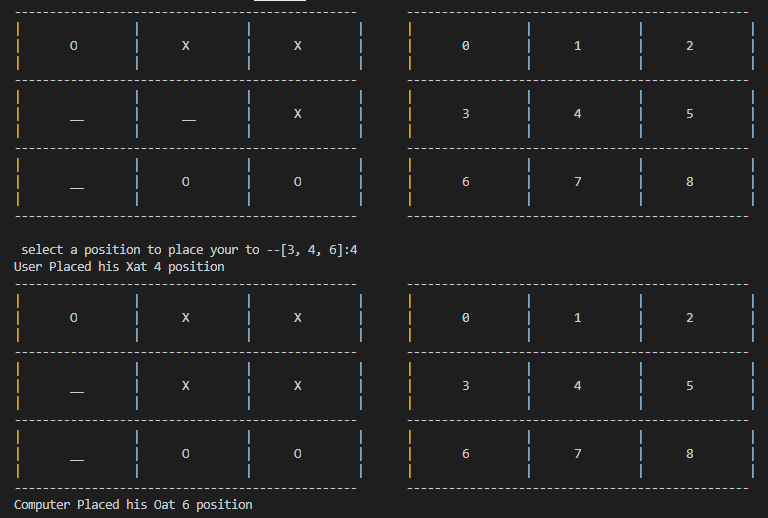 O X X 0 1 2
__ __ X 3 4 5
__ O O 6 7 8
select a position to place your to --[3, 4, 6]:4
User Placed his Xat 4 position
O X X 0 1 2
__ X X 3 4 5
__ O O 6 7 8
Computer Placed his Oat 6 position